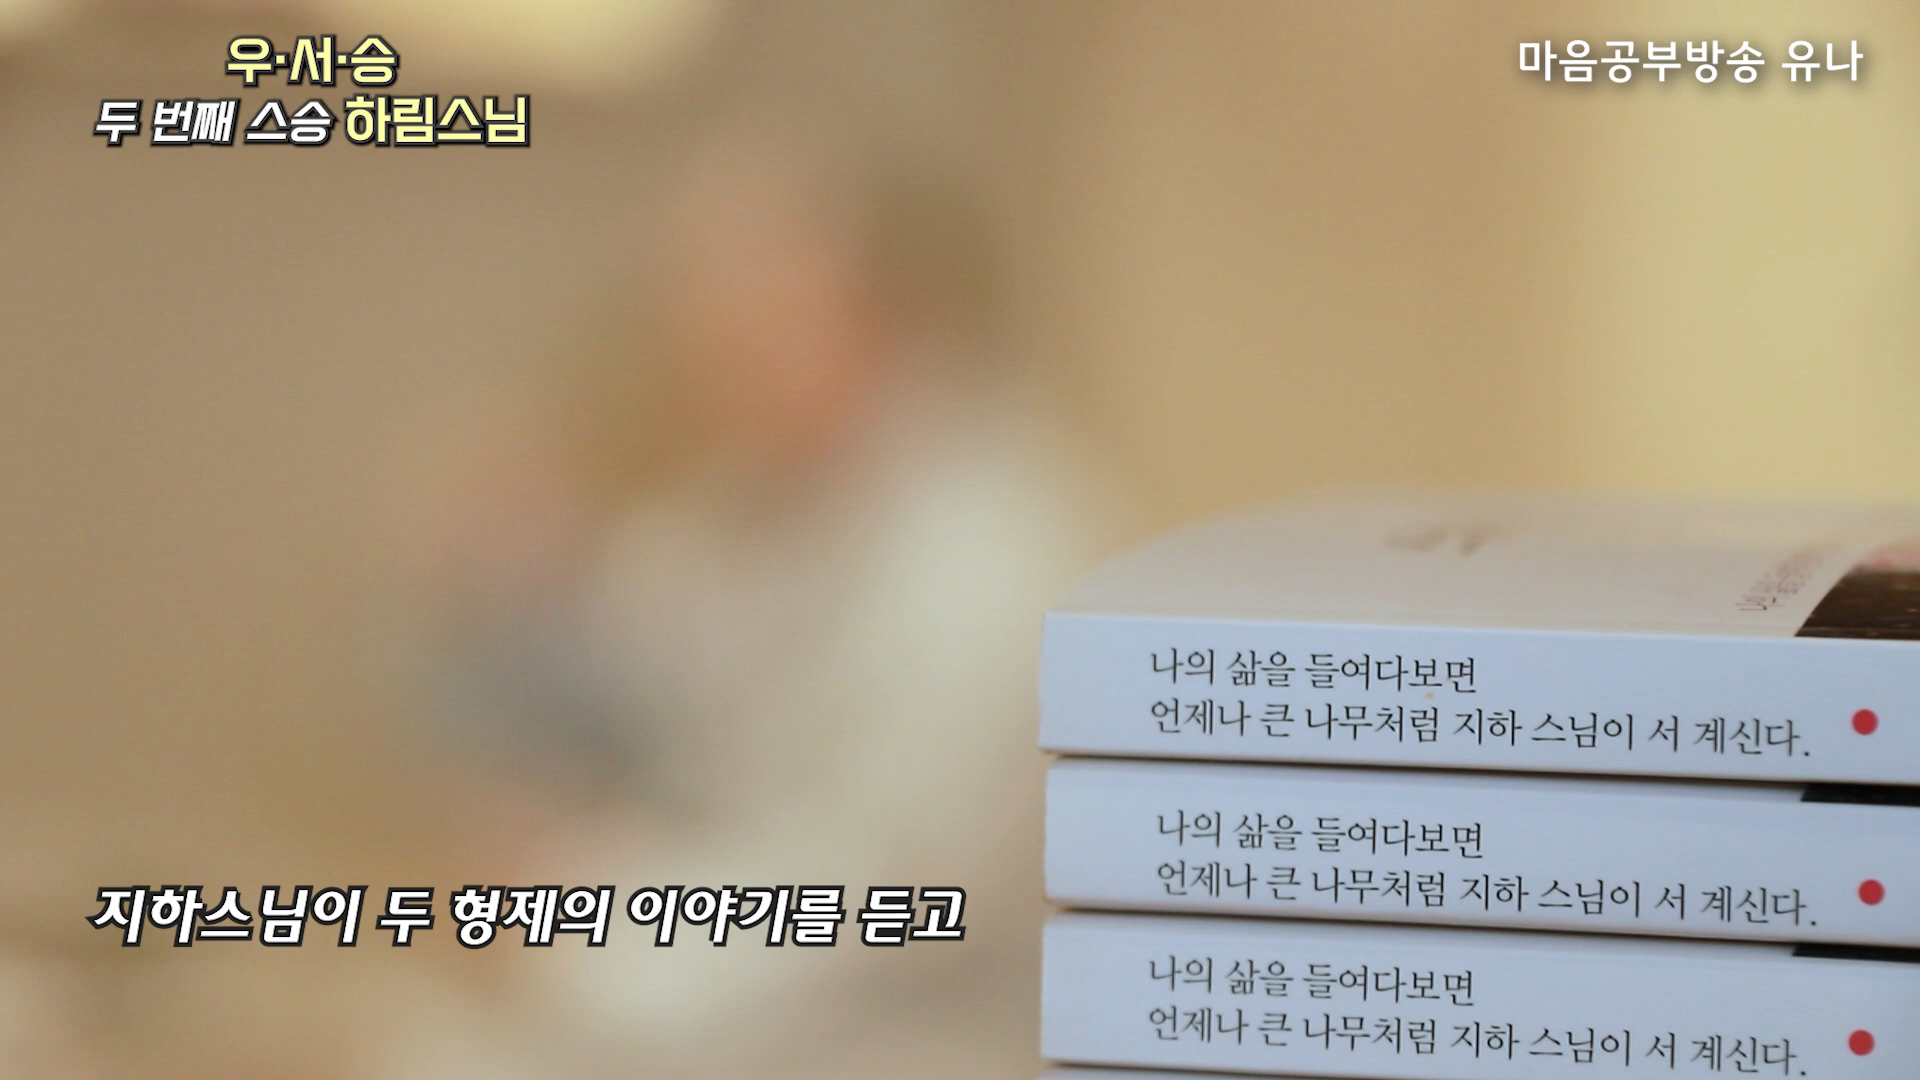 우·서·승
두 번째 스승 하림스님
마음공부방송 유나
나의 삶을 들여다보면
언제나 큰 나무처럼 지하 스님이 서 계신다.
나의 삶을 들여다보면
언제나 큰 나무처럼 지하 스님이 서 계신다.
지하스님이 두 형제의 이야기를 듣고
나의 삶을 들여다보면
언제나 큰 나무처럼 지하 스님이 서 계신다.